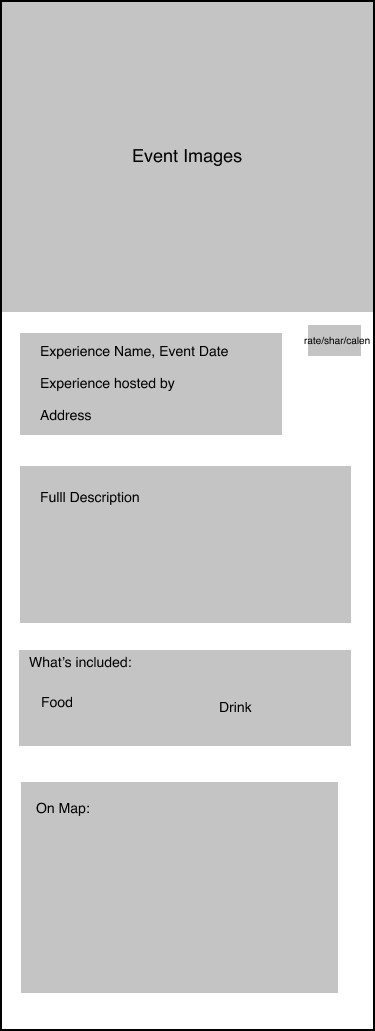 Event Images
rate/shar/calen
Experience Name, Event Date
Experience hosted by
Address
Fulll Description
What's included:
Food
Drink
On Map: